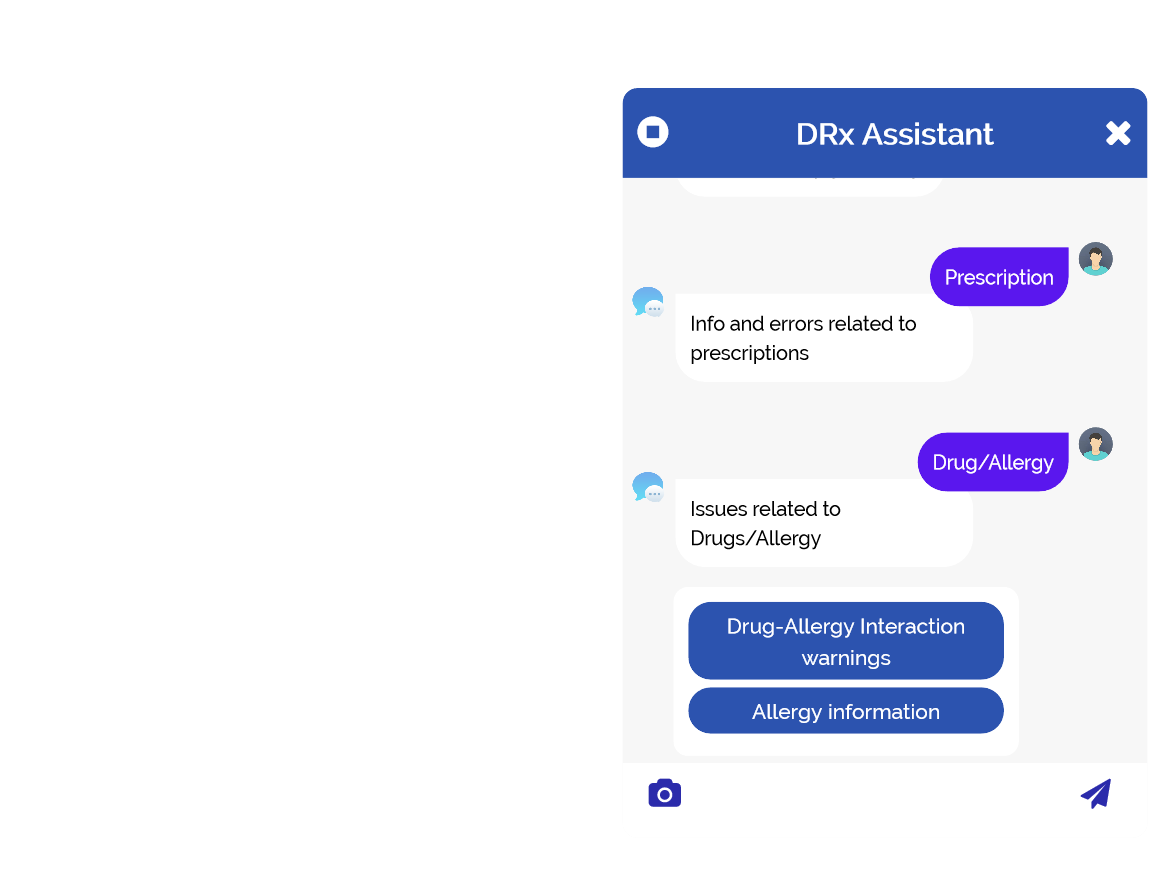 DRx Assistant
Prescription
Info and errors related to
prescriptions
Drug/Allergy
Issues related to
Drugs/Allergy
Drug-Allergy Interaction
warnings
Allergy information